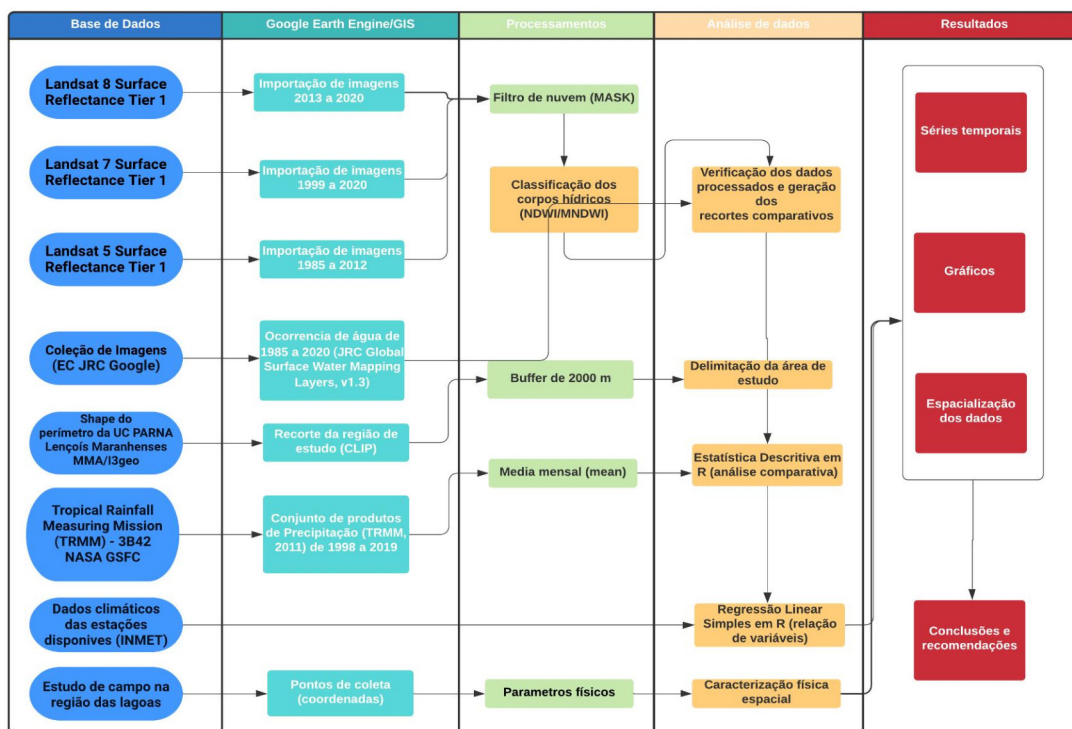 Base de Dados
Google Earth Engine/GIS
Processamentos
Análise de dados
Resultados
Landsat 8 Surface
Reflectance Tier 1
Importação de imagens
2013 a 2020
Filtro de nuvem (MASK)
Séries temporais
Landsat 7 Surface
Reflectance Tier 1
Importação de imagens
1999 a 2020
Classificação dos
corpos hídricos
(NDWI/MNDWI)
Verificação dos dados
processados e geração
dos
recortes comparativos
Landsat 5 Surface
Reflectance Tier 1
Importação de imagens
1985 a 2012
Gráficos
Coleção de Imagens
(EC JRC Google)
Ocorrencia de água de
1985 a 2020 (JRC Global
Surface Water Mapping
Layers, v1.3)
Buffer de 2000 m
Delimitação da área de
estudo
Espacialização
dos dados
Shape do
perímetro da UC PARNA
Lençoís Maranhenses
MMA/I3geo
Recorte da região de
estudo (CLIP)
Media mensal (mean)
Estatística Descritiva em
R (análise comparativa)
Tropical Rainfall
Measuring Mission
(TRMM) - 3B42
NASA GSFC
Conjunto de produtos
de Precipitação (TRMM,
2011) de 1998 a 2019
Dados climáticos
das estações
disponives (INMET)
Regressão Linear
Simples em R (relação
de variáveis)
Conclusões e
recomendações
Estudo de campo na
região das lagoas
Pontos de coleta
(coordenadas)
Parametros físicos
Caracterização física
espacial